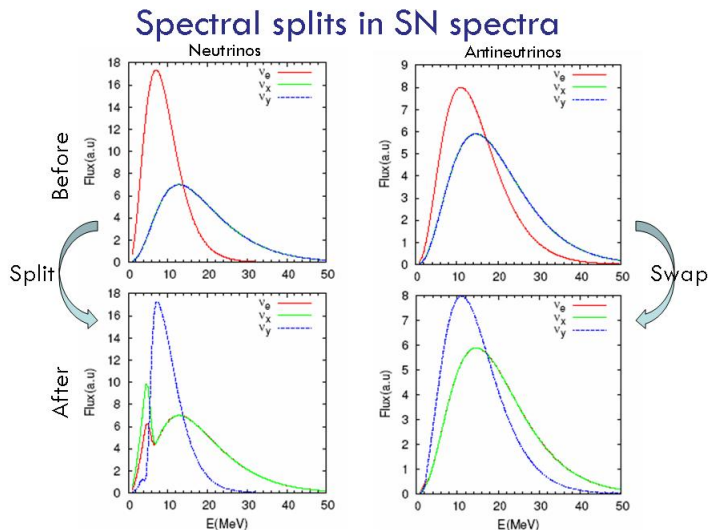 Spectral splits in SN spectra
Neutrinos
Antineutrinos
Before
Flux(a.u)
18
16
14
12
10
8
6
4
2
0
νe
νx
νy
0 10 20 30 40 50
Flux(a.u)
9
8
7
6
5
4
3
2
1
0
νe
νx
νy
0 10 20 30 40 50
Split
Swap
After
Flux(a.u)
18
16
14
12
10
8
6
4
2
0
νe
νx
νy
0 10 20 30 40 50
E(MeV)
Flux(a.u)
8
7
6
5
4
3
2
1
0
νe
νx
νy
0 10 20 30 40 50
E(MeV)